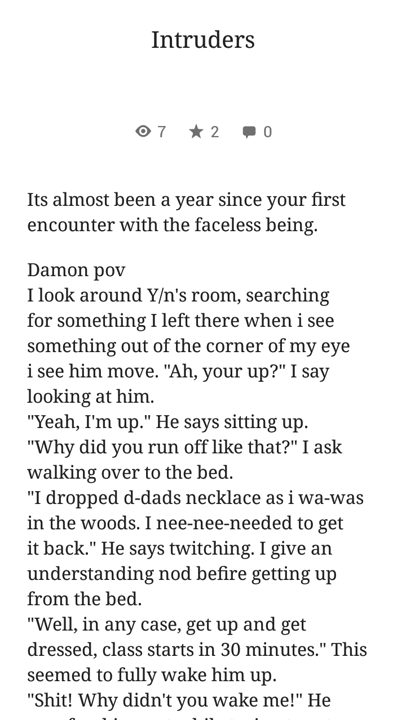 Intruders
7 2 0
Its almost been a year since your first
encounter with the faceless being.
Damon pov
I look around Y/n's room, searching
for something I left there when i see
something out of the corner of my eye
i see him move. "Ah, your up?" I say
looking at him.
"Yeah, I'm up." He says sitting up.
"Why did you run off like that?" I ask
walking over to the bed.
"I dropped d-dads necklace as i wa-was
in the woods. I nee-nee-needed to get
it back." He says twitching. I give an
understanding nod befire getting up
from the bed.
"Well, in any case, get up and get
dressed, class starts in 30 minutes." This
seemed to fully wake him up.
"Shit! Why didn't you wake me!" He